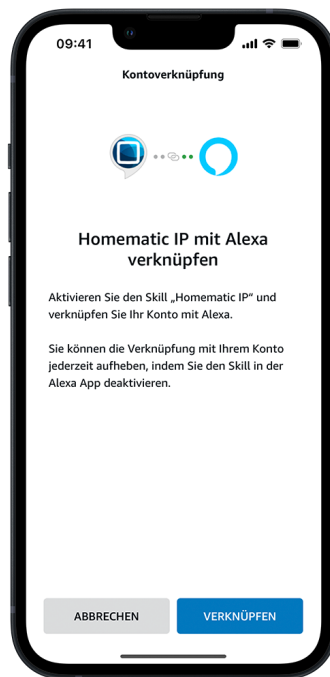 09:41
Kontoverknüpfung
Homematic IP mit Alexa
verknüpfen
Aktivieren Sie den Skill „Homematic IP“ und
verknüpfen Sie Ihr Konto mit Alexa.
Sie können die Verknüpfung mit Ihrem Konto
jederzeit aufheben, indem Sie den Skill in der
Alexa App deaktivieren.
ABBRECHEN
VERKNÜPFEN